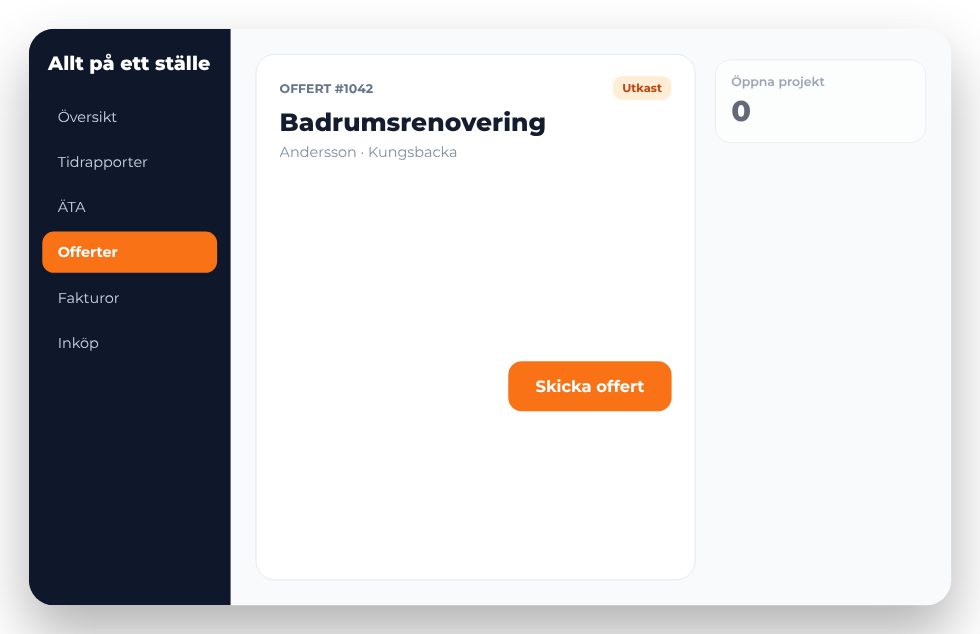 Allt på ett ställe
Översikt
Tidrapporter
ÄTA
Offerter
Fakturor
Inköp
OFFERT #1042
Utkast
Badrumsrenovering
Andersson · Kungsbacka
Skicka offert
Öppna projekt
0